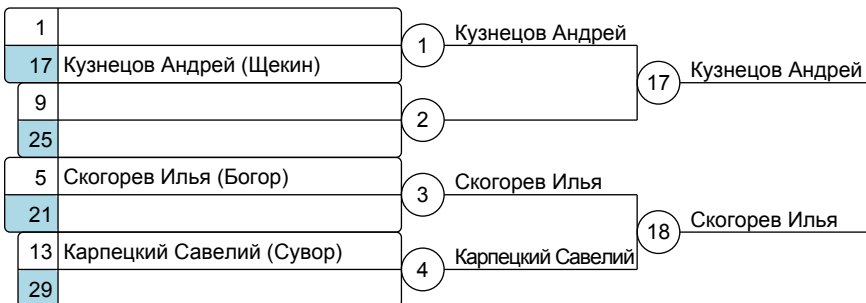 1
17 Кузнецов Андрей (Щекин)
1 Кузнецов Андрей
9
25
2
17 Кузнецов Андрей
5 Скогорев Илья (Богор)
21
3 Скогорев Илья
13 Карпецкий Савелий (Сувор)
29
4 Карпецкий Савелий
18 Скогорев Илья